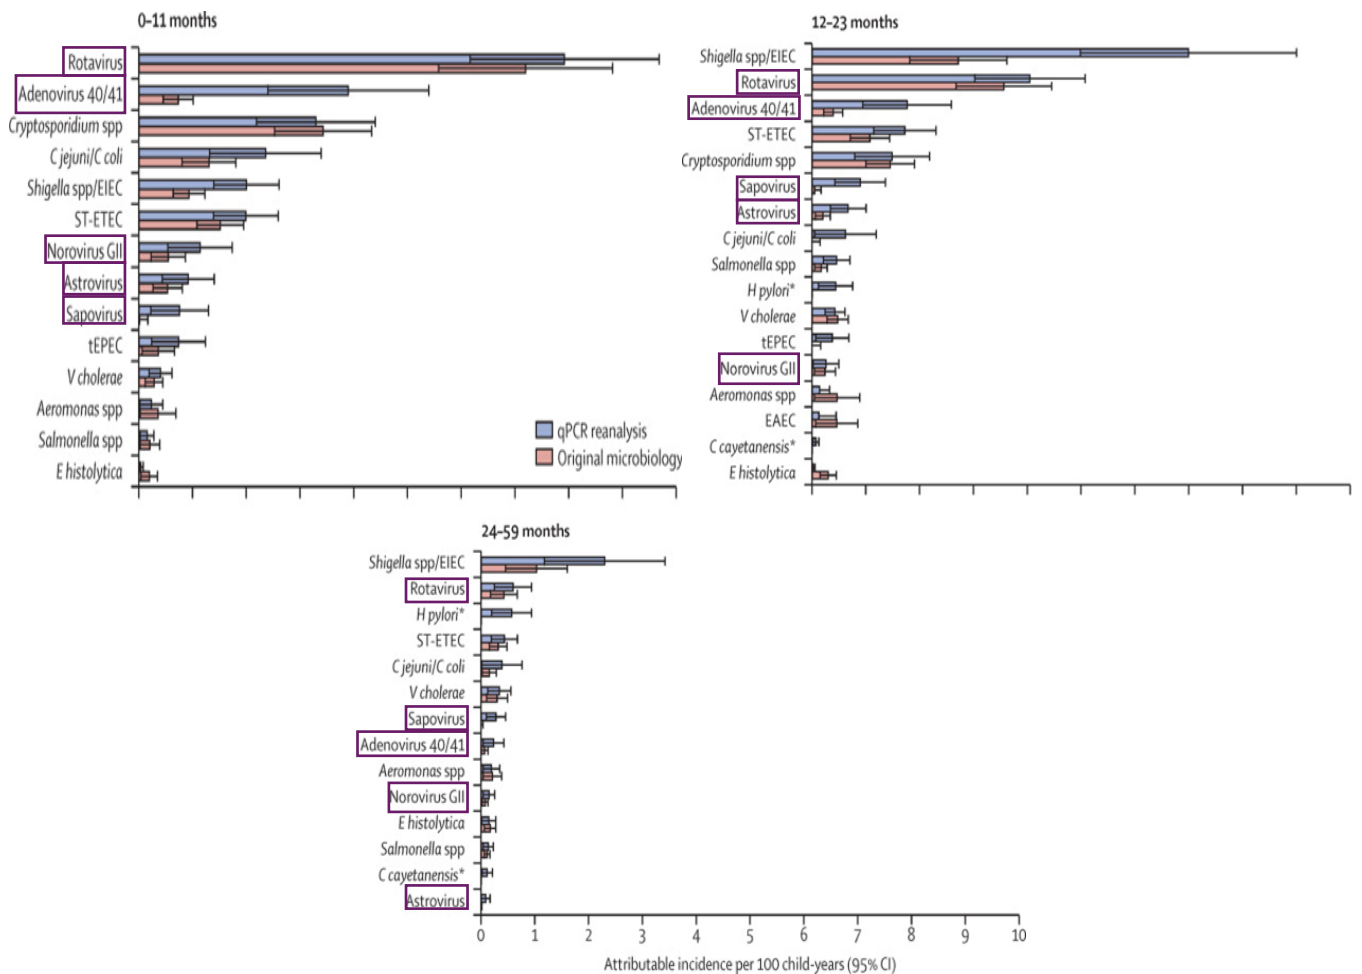 0–11 months
Rotavirus
Adenovirus 40/41
Cryptosporidium spp
C jejuni/C coli
Shigella spp/EIEC
ST-ETEC
Norovirus GII
Astrovirus
Sapovirus
tEPEC
V cholerae
Aeromonas spp
Salmonella spp
E histolytica
qPCR reanalysis
Original microbiology
12–23 months
Shigella spp/EIEC
Rotavirus
Adenovirus 40/41
ST-ETEC
Cryptosporidium spp
Sapovirus
Astrovirus
C jejuni/C coli
Salmonella spp
H pylori*
V cholerae
tEPEC
Norovirus GII
Aeromonas spp
EAEC
C cayetanensis*
E histolytica
24–59 months
Shigella spp/EIEC
Rotavirus
H pylori*
ST-ETEC
C jejuni/C coli
V cholerae
Sapovirus
Adenovirus 40/41
Aeromonas spp
Norovirus GII
E histolytica
Salmonella spp
C cayetanensis*
Astrovirus
0 1 2 3 4 5 6 7 8 9 10
Attributable incidence per 100 child-years (95% CI)